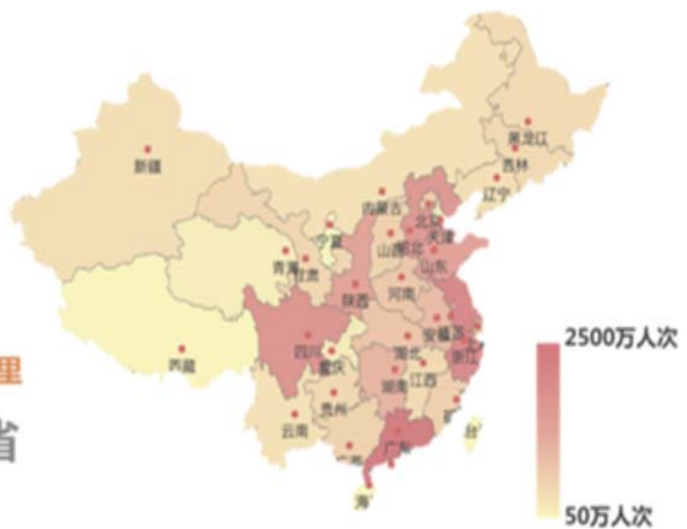 黑龙江
吉林
新疆
辽宁
内蒙古
北京
宁夏
天津
山西
河北
青海
甘肃
山东
陕西
河南
安徽
江苏
四川
湖北
浙江
重庆
西藏
湖南
江西
理
贵州
省
云南
广东
台
海
2500万人次
50万人次